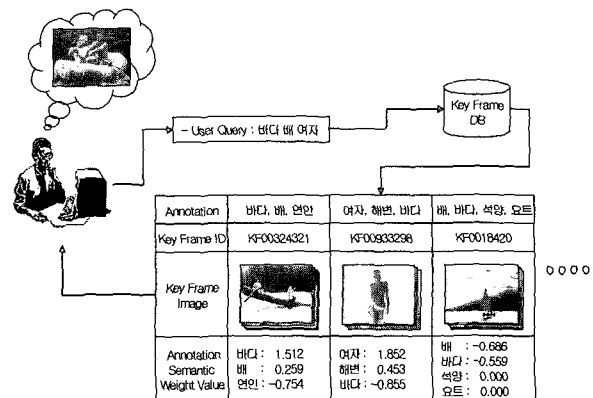 Key Frame
DB
- User Query : 바다 배 여자
Annotation 바다, 배, 연인 여자, 해변, 바다 배, 바다, 석양, 요트
Key Frame ID KF00324321 KF00933298 KF0018420
Key Frame
Image
Annotation
Semantic
Weight Value
바다 : 1.512
배 : 0.259
연인 : -0.754
여자 : 1.852
해변 : 0.453
바다 : -0.855
배 : -0.686
바다 : -0.559
석양 : 0.000
요트 : 0.000